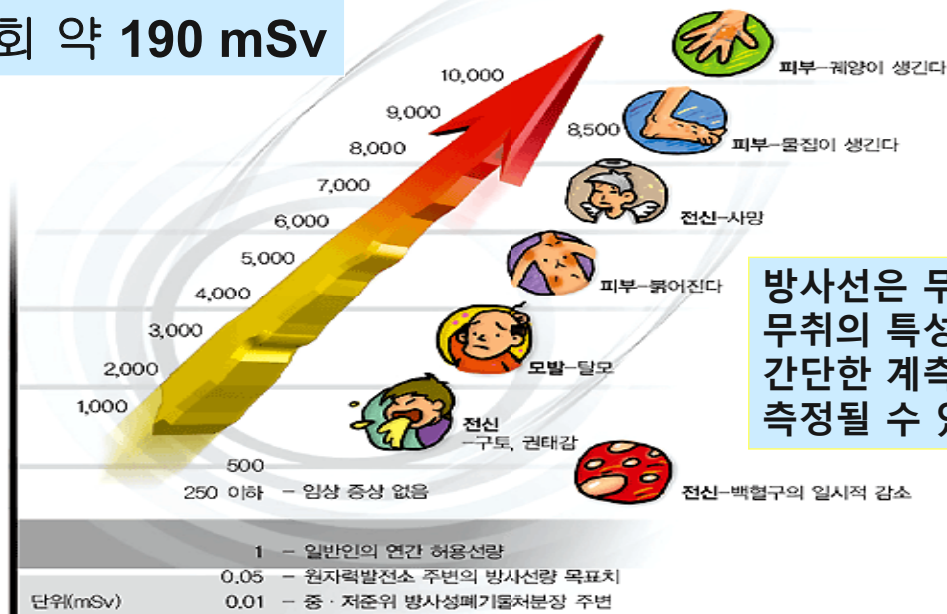 회 약 190 mSv
10,000
피부-궤양이 생긴다
9,000
8,500
피부-물집이 생긴다
8,000
7,000
전신-사망
6,000
5,000
피부-붉어진다
4,000
3,000
모발-탈모
2,000
1,000
전신
-구토, 권태감
500
250 이하 - 임상 증상 없음
전신-백혈구의 일시적 감소
방사선은 무
무취의 특성
간단한 계측
측정될 수 있
1 - 일반인의 연간 허용선량
0.05 - 원자력발전소 주변의 방사선량 목표치
단위(mSv) 0.01 - 중·저준위 방사성폐기물처분장 주변